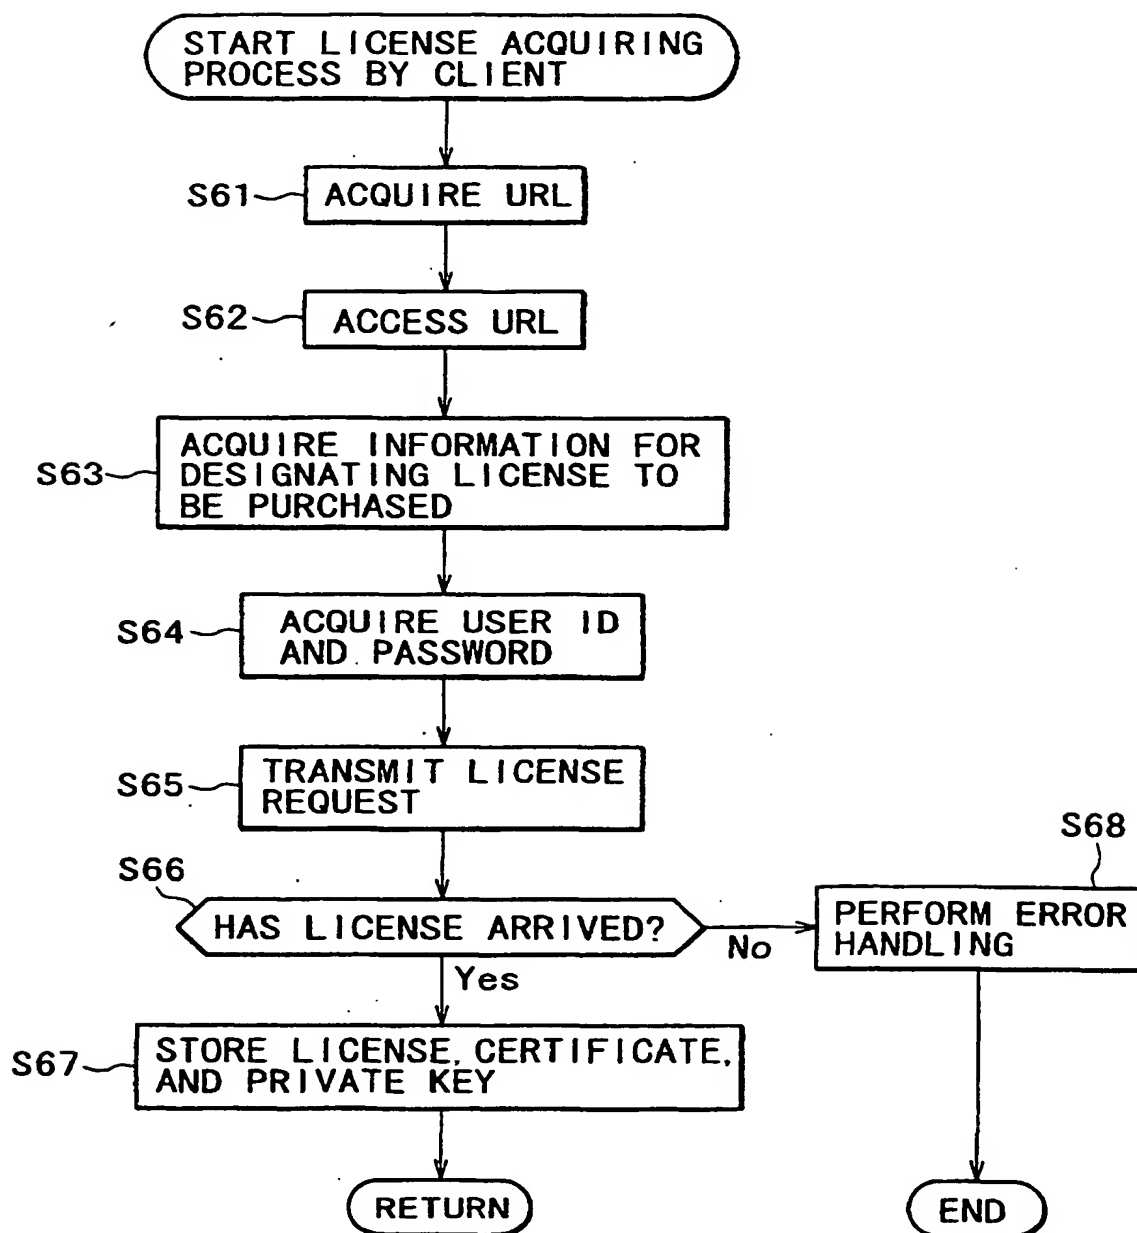 START LICENSE ACQUIRING
PROCESS BY CLIENT
S61
ACQUIRE URL
S62
ACCESS URL
S63
ACQUIRE INFORMATION FOR
DESIGNATING LICENSE TO
BE PURCHASED
S64
ACQUIRE USER ID
AND PASSWORD
S65
TRANSMIT LICENSE
REQUEST
S66
HAS LICENSE ARRIVED?
No
S68
PERFORM ERROR
HANDLING
Yes
S67
STORE LICENSE, CERTIFICATE,
AND PRIVATE KEY
RETURN
END